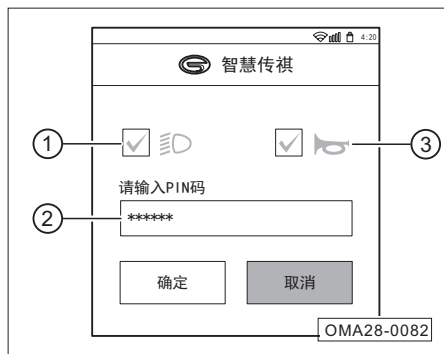 4:20
智慧传祺
①
③
请输入PIN码
②
******
确定
取消
OMA28-0082